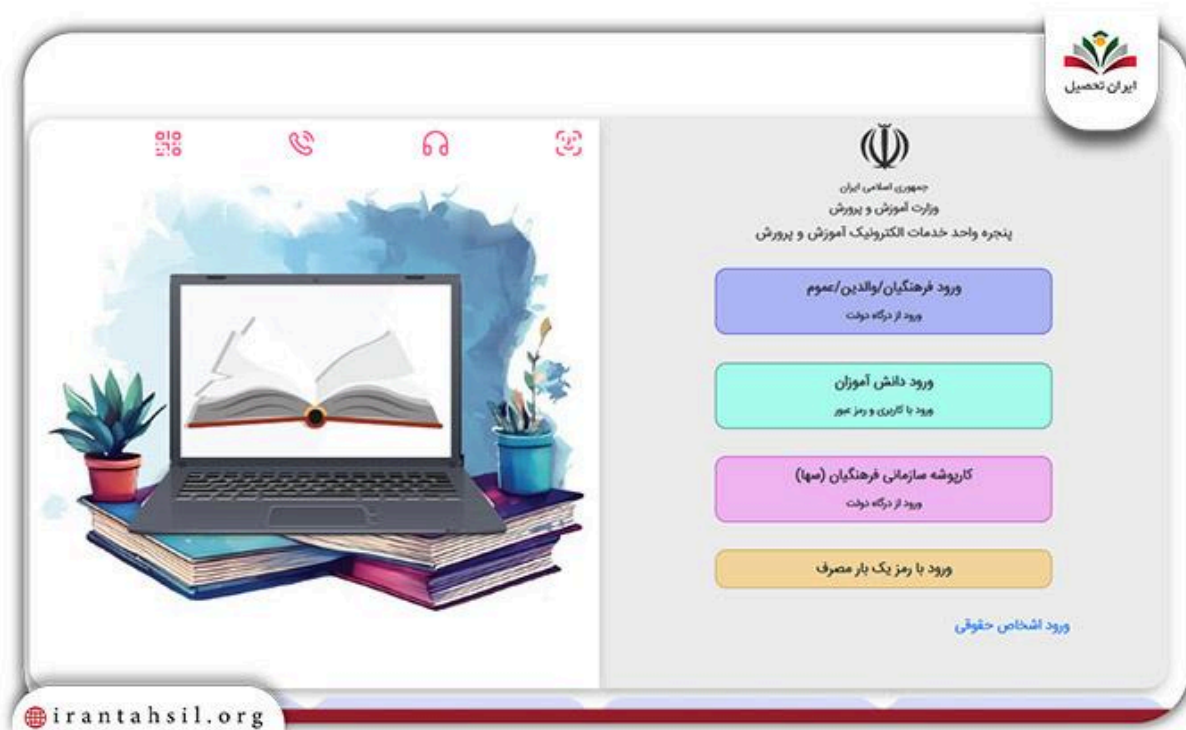 ایران تحصیل
جمهوری اسلامی ایران
وزارت آموزش و پرورش
پنجره واحد خدمات الکترونیک آموزش و پرورش
ورود فرهنگیان/والدین/عموم
ورود از درگاه دولت
ورود دانش آموزان
ورود با کاربری و رمز عبور
کارپوشه سازمانی فرهنگیان (سها)
ورود از درگاه دولت
ورود با رمز یک بار مصرف
ورود اشخاص حقوقی
irantahsil.org